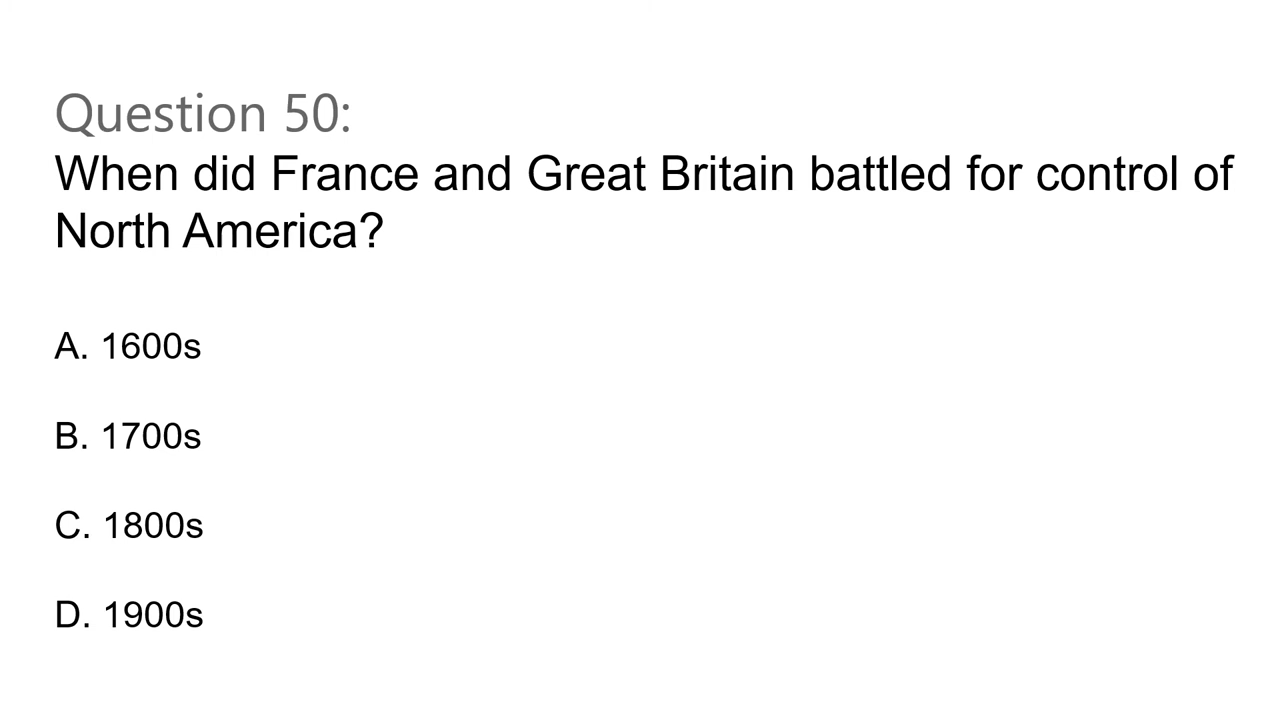 Question 50:
When did France and Great Britain battled for control of
North America?
A. 1600s
B. 1700s
C. 1800s
D. 1900s